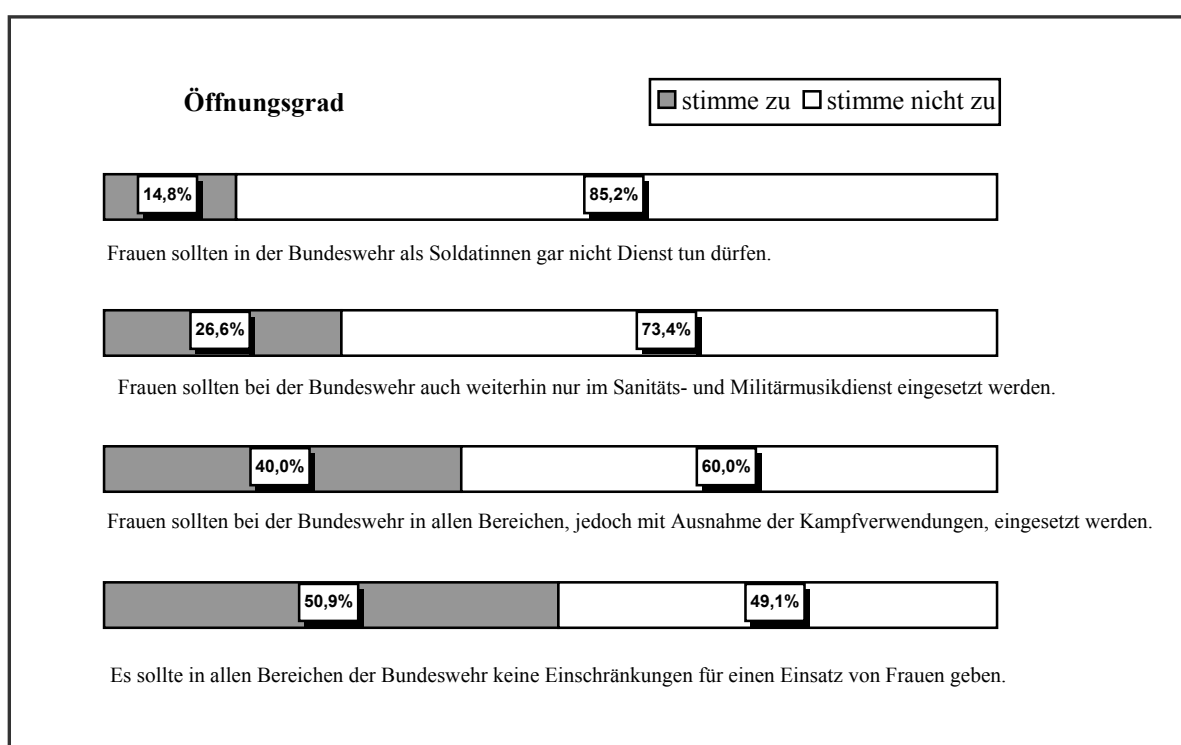 Öffnungsgrad
stimme zu stimme nicht zu
14,8% 85,2%
Frauen sollten in der Bundeswehr als Soldatinnen gar nicht Dienst tun dürfen.
26,6% 73,4%
Frauen sollten bei der Bundeswehr auch weiterhin nur im Sanitäts- und Militärmusikdienst eingesetzt werden.
40,0% 60,0%
Frauen sollten bei der Bundeswehr in allen Bereichen, jedoch mit Ausnahme der Kampfverwendungen, eingesetzt werden.
50,9% 49,1%
Es sollte in allen Bereichen der Bundeswehr keine Einschränkungen für einen Einsatz von Frauen geben.